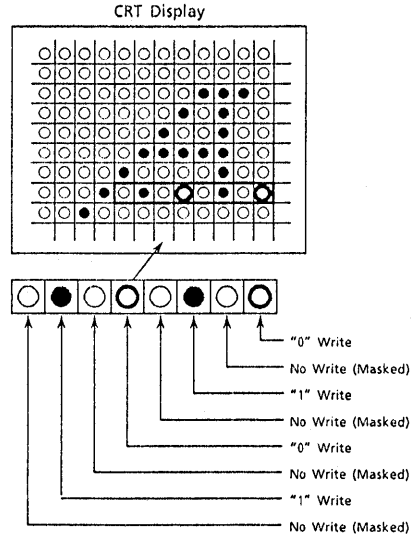 CRT Display
"0" Write
No Write (Masked)
"1" Write
No Write (Masked)
"0" Write
No Write (Masked)
"1" Write
No Write (Masked)